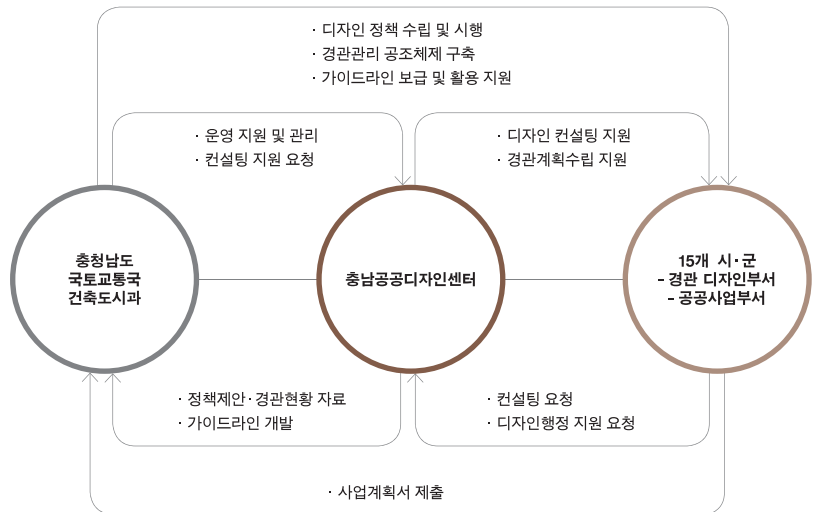 · 디자인 정책 수립 및 시행
· 경관관리 공조체제 구축
· 가이드라인 보급 및 활용 지원
· 운영 지원 및 관리
· 컨설팅 지원 요청
· 디자인 컨설팅 지원
· 경관계획수립 지원
충청남도
국토교통국
건축도시과
충남공공디자인센터
15개 시·군
- 경관 디자인부서
- 공공사업부서
· 정책제안·경관현황 자료
· 가이드라인 개발
· 컨설팅 요청
· 디자인행정 지원 요청
· 사업계획서 제출